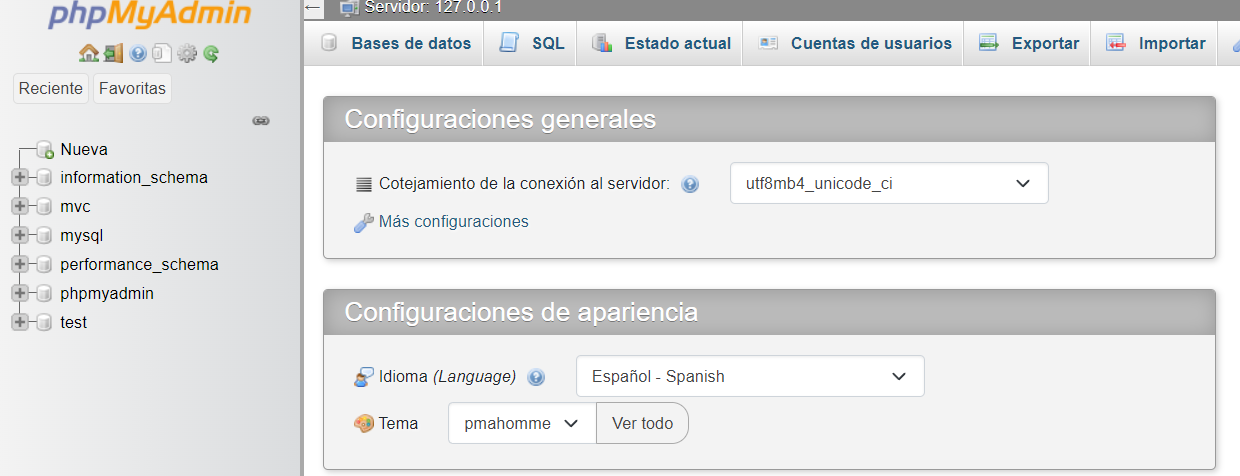 phpMyAdmin
Reciente Favoritas
Nueva
information_schema
mvc
mysql
performance_schema
phpmyadmin
test
← Servidor: 127.0.0.1
Bases de datos SQL Estado actual Cuentas de usuarios Exportar Importar
Configuraciones generales
Cotejamiento de la conexión al servidor: utf8mb4_unicode_ci
Más configuraciones
Configuraciones de apariencia
Idioma (Language) Español - Spanish
Tema pmahomme Ver todo